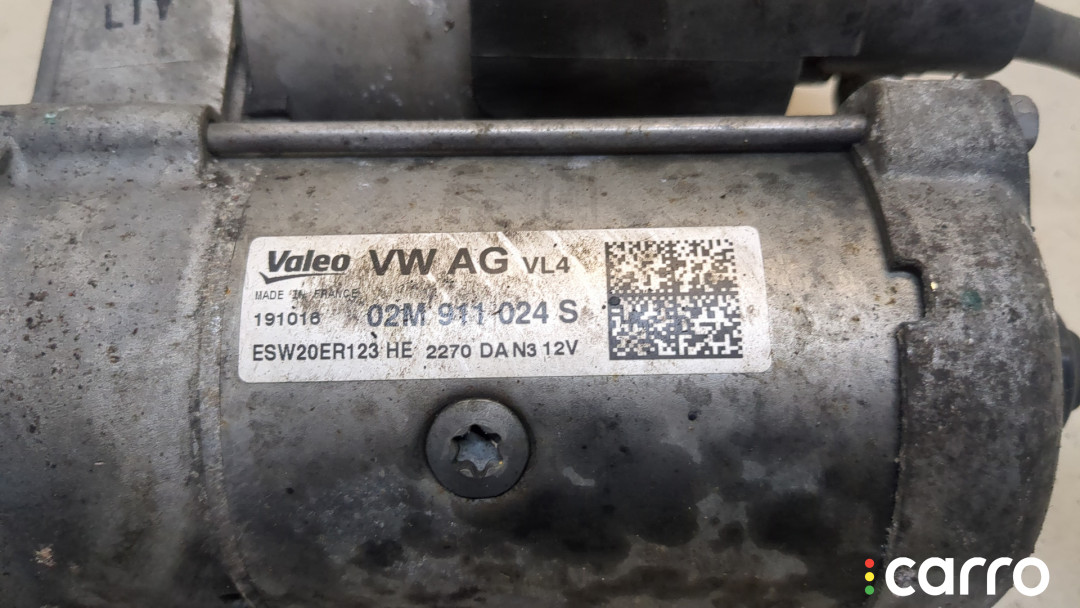 Valeo VW AG VL4
MADE IN FRANCE
191016 02M 911 024 S
ESW20ER123 HE 2270 DA N3 12V
carro